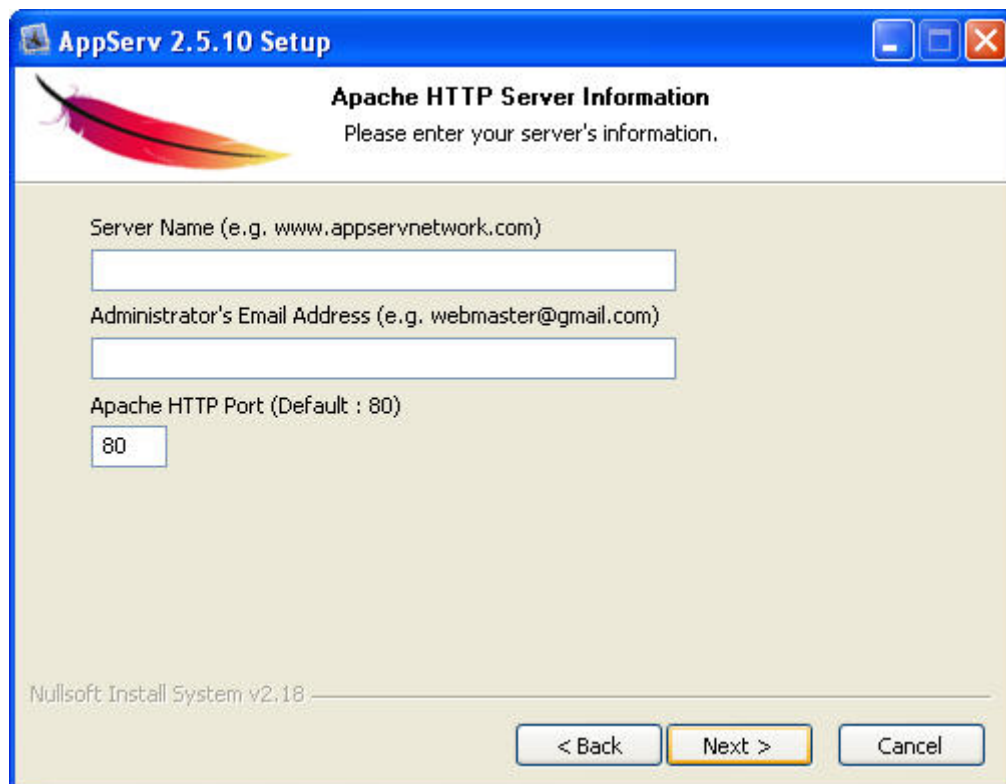 AppServ 2.5.10 Setup
Apache HTTP Server Information
Please enter your server's information.
Server Name (e.g. www.appservnetwork.com)
Administrator's Email Address (e.g. webmaster@gmail.com)
Apache HTTP Port (Default : 80)
80
Nullsoft Install System v2.18
< Back Next > Cancel